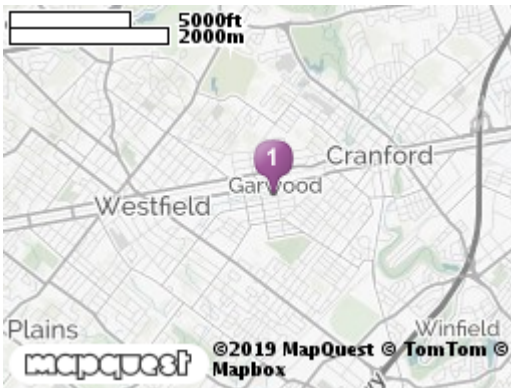 5000ft
2000m
1
Cranford
Garwood
Westfield
Plains
Winfield
mapquest
©2019 MapQuest © TomTom ©
Mapbox